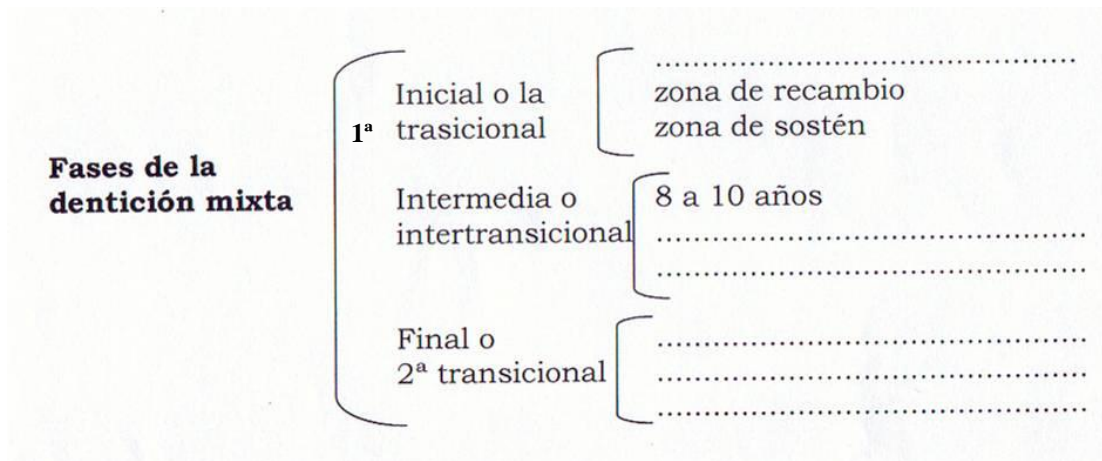 Fases de la
dentición mixta
1ª
Inicial o la
trasicional
....................................................
zona de recambio
zona de sostén
Intermedia o
intertransicional
8 a 10 años
....................................................
....................................................
Final o
2ª transicional
....................................................
....................................................
....................................................